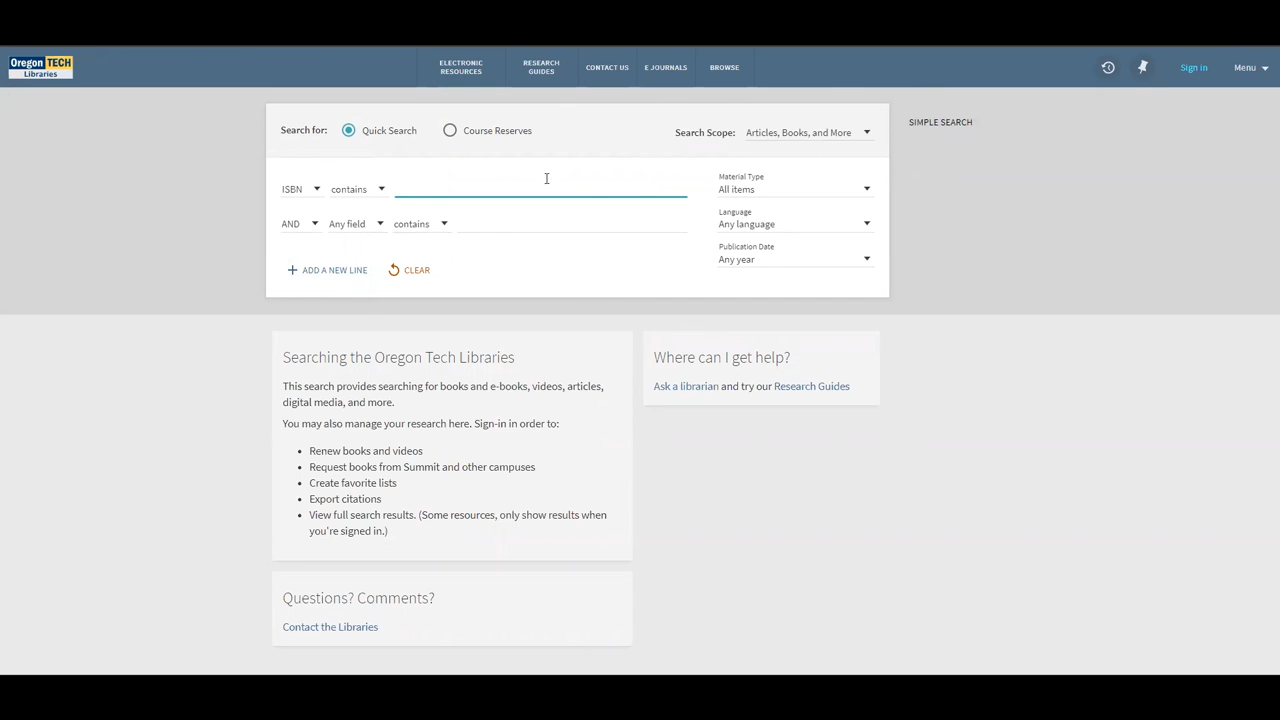 Oregon TECH
Libraries
ELECTRONIC RESOURCES
RESEARCH GUIDES
CONTACT US
E JOURNALS
BROWSE
Sign in
Menu
Search for:
Quick Search
Course Reserves
Search Scope:
Articles, Books, and More
SIMPLE SEARCH
ISBN
contains
Material Type
All items
AND
Any field
contains
Language
Any language
Publication Date
Any year
ADD A NEW LINE
CLEAR
Searching the Oregon Tech Libraries
This search provides searching for books and e-books, videos, articles,
digital media, and more.
You may also manage your research here. Sign-in in order to:
• Renew books and videos
• Request books from Summit and other campuses
• Create favorite lists
• Export citations
• View full search results. (Some resources, only show results when
you're signed in.)
Where can I get help?
Ask a librarian and try our Research Guides
Questions? Comments?
Contact the Libraries